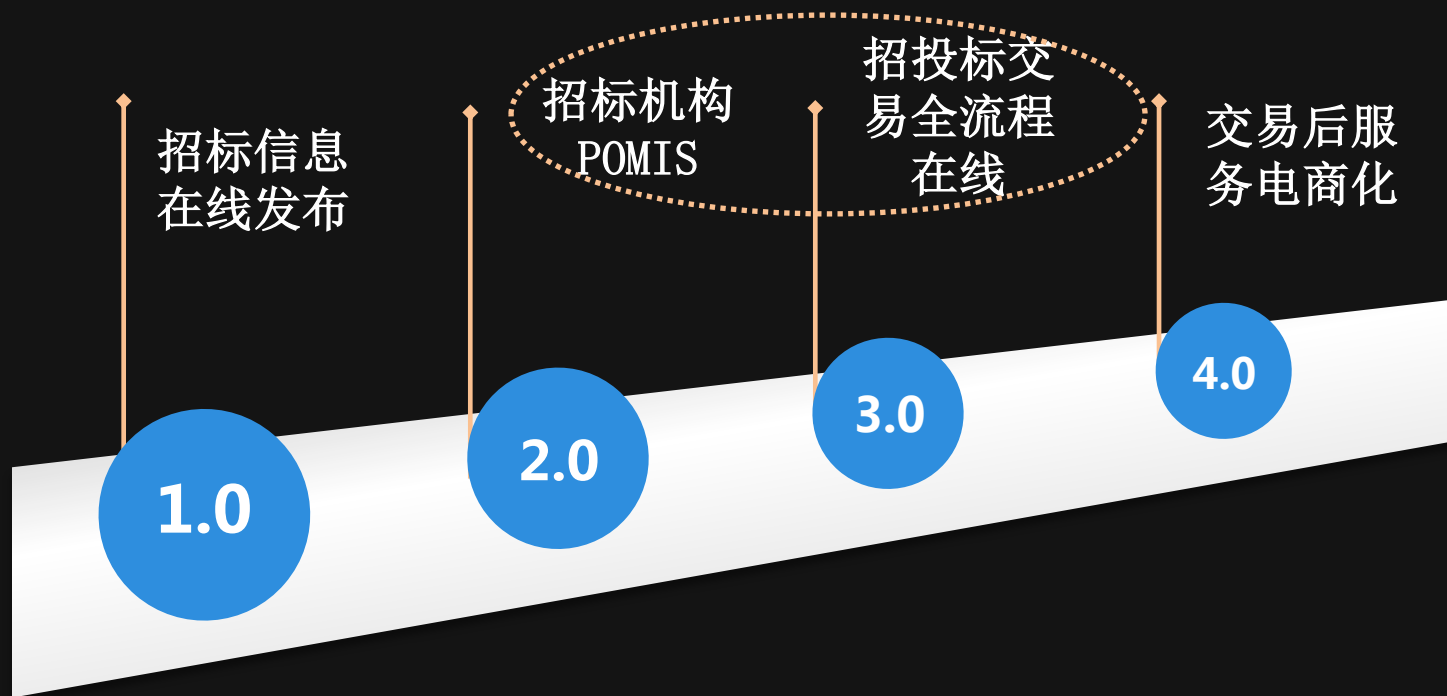 招标信息
在线发布
招标机构
POMIS
招投标交
易全流程
在线
交易后服
务电商化
1.0
2.0
3.0
4.0